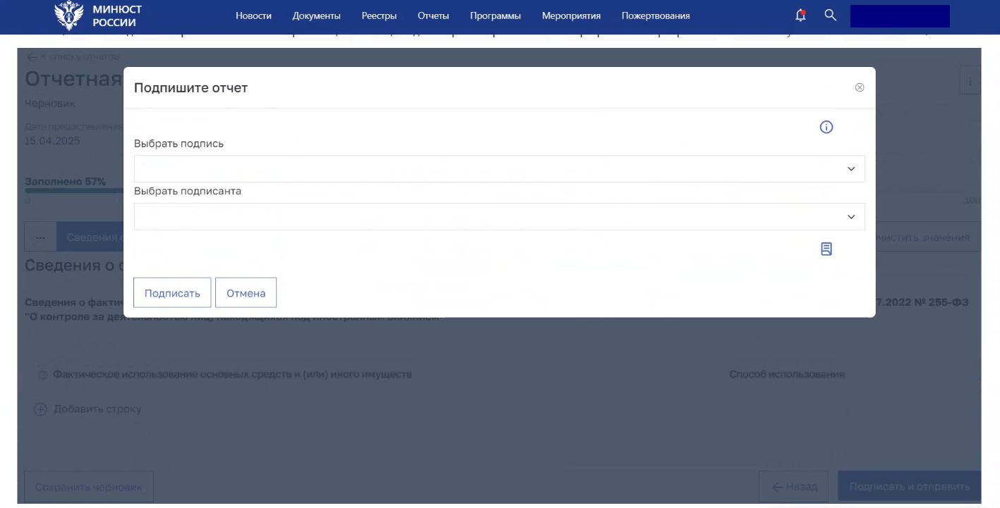 МИНЮСТ
РОССИИ
Новости Документы Реестры Отчеты Программы Мероприятия Пожертвования
К списку отчетов
Отчетная
Черновик
Дата предоставления
15.04.2025
Заполнено 57%
0 100
... Сведения о чистить значения
Сведения о
Подпишите отчет
Выбрать подпись
Выбрать подписанта
Подписать Отмена
Сведения о факти 7.2022 № 255-ФЗ
"О контроле за деятельностью лиц, находящихся под иностранным влиянием"
Фактическое использование основных средств и (или) иного имуществ Способ использования
Добавить строку
Сохранить черновик Назад Подписать и отправить